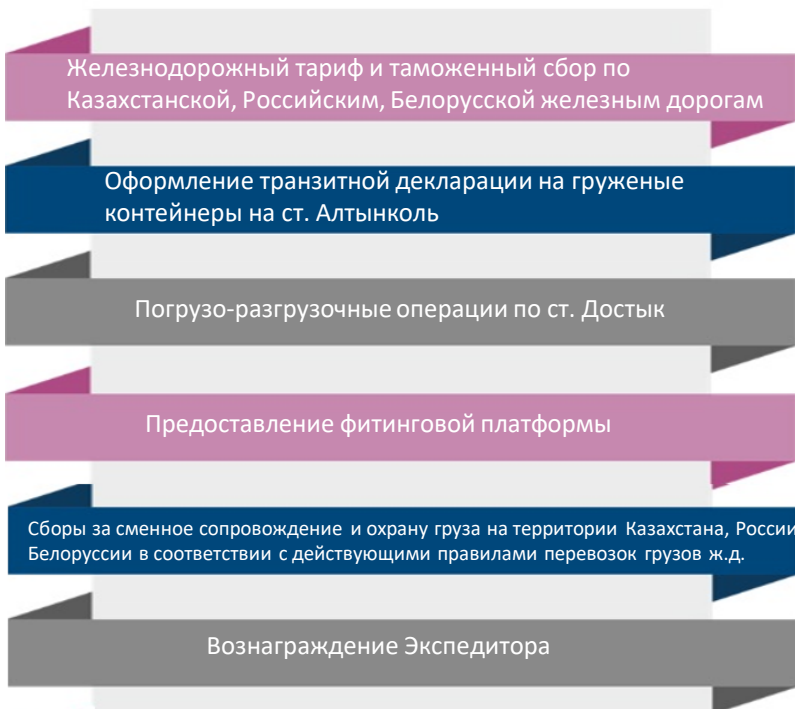 Железнодорожный тариф и таможенный сбор по
Казахстанской, Российским, Белорусской железным дорогам
Оформление транзитной декларации на груженые
контейнеры на ст. Алтынколь
Погрузо-разгрузочные операции по ст. Достык
Предоставление фитинговой платформы
Сборы за сменное сопровождение и охрану груза на территории Казахстана, России
Белоруссии в соответствии с действующими правилами перевозок грузов ж.д.
Вознаграждение Экспедитора